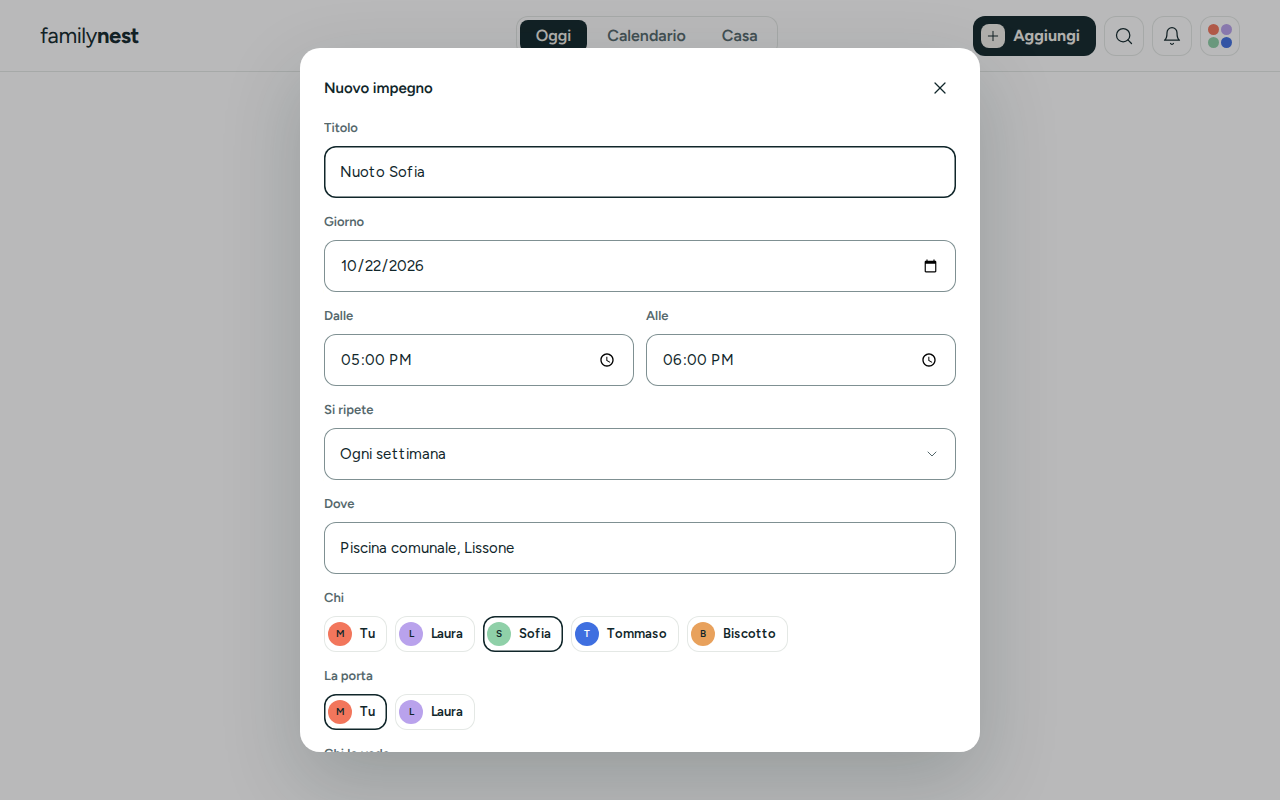 familynest
Oggi Calendario Casa
Aggiungi
Nuovo impegno
Titolo
Nuoto Sofia
Giorno
10/22/2026
Dalle Alle
05:00 PM 06:00 PM
Si ripete
Ogni settimana
Dove
Piscina comunale, Lissone
Chi
M Tu L Laura S Sofia T Tommaso B Biscotto
La porta
M Tu L Laura